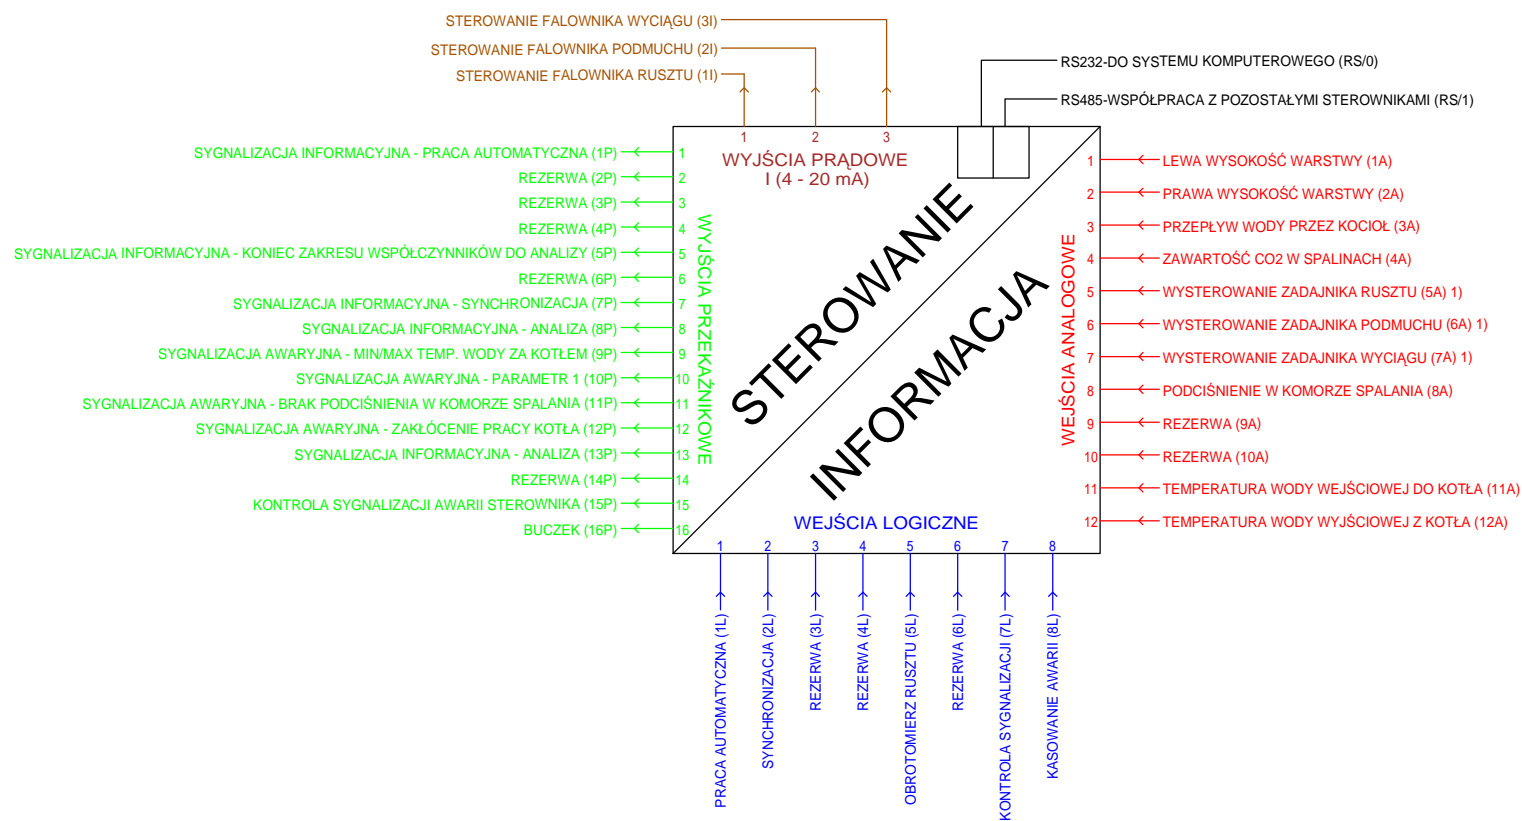 STEROWANIE FALOWNIKA WYCIĄGU (3I)
STEROWANIE FALOWNIKA PODMUCHU (2I)
STEROWANIE FALOWNIKA RUSZTU (1I)
RS232-DO SYSTEMU KOMPUTEROWEGO (RS/0)
RS485-WSPÓŁPRACA Z POZOSTAŁYMI STEROWNIKAMI (RS/1)
1 2 3
WYJŚCIA PRĄDOWE
I (4 - 20 mA)
SYGNALIZACJA INFORMACYJNA - PRACA AUTOMATYCZNA (1P) 1
REZERWA (2P) 2
REZERWA (3P) 3
REZERWA (4P) 4
SYGNALIZACJA INFORMACYJNA - KONIEC ZAKRESU WSPÓŁCZYNNIKÓW DO ANALIZY (5P) 5
REZERWA (6P) 6
SYGNALIZACJA INFORMACYJNA - SYNCHRONIZACJA (7P) 7
SYGNALIZACJA INFORMACYJNA - ANALIZA (8P) 8
SYGNALIZACJA AWARYJNA - MIN/MAX TEMP. WODY ZA KOTŁEM (9P) 9
SYGNALIZACJA AWARYJNA - PARAMETR 1 (10P) 10
SYGNALIZACJA AWARYJNA - BRAK PODCIŚNIENIA W KOMORZE SPALANIA (11P) 11
SYGNALIZACJA AWARYJNA - ZAKŁÓCENIE PRACY KOTŁA (12P) 12
SYGNALIZACJA INFORMACYJNA - ANALIZA (13P) 13
REZERWA (14P) 14
KONTROLA SYGNALIZACJI AWARII STEROWNIKA (15P) 15
BUCZEK (16P) 16
WYJŚCIA PRZEKAŹNIKOWE
STEROWANIE
INFORMACJA
WEJŚCIA ANALOGOWE
1 LEWA WYSOKOŚĆ WARSTWY (1A)
2 PRAWA WYSOKOŚĆ WARSTWY (2A)
3 PRZEPŁYW WODY PRZEZ KOCIOŁ (3A)
4 ZAWARTOŚĆ CO2 W SPALINACH (4A)
5 WYSTEROWANIE ZADAJNIKA RUSZTU (5A) 1)
6 WYSTEROWANIE ZADAJNIKA PODMUCHU (6A) 1)
7 WYSTEROWANIE ZADAJNIKA WYCIĄGU (7A) 1)
8 PODCIŚNIENIE W KOMORZE SPALANIA (8A)
9 REZERWA (9A)
10 REZERWA (10A)
11 TEMPERATURA WODY WEJŚCIOWEJ DO KOTŁA (11A)
12 TEMPERATURA WODY WYJŚCIOWEJ Z KOTŁA (12A)
WEJŚCIA LOGICZNE
1 2 3 4 5 6 7 8
PRACA AUTOMATYCZNA (1L)
SYNCHRONIZACJA (2L)
REZERWA (3L)
REZERWA (4L)
OBROTOMIERZ RUSZTU (5L)
REZERWA (6L)
KONTROLA SYGNALIZACJI (7L)
KASOWANIE AWARII (8L)